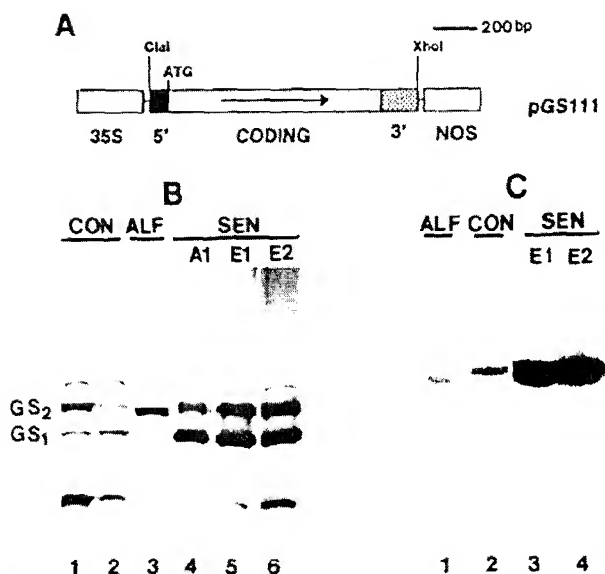 A
200 bp
ClaI
ATG
XhoI
pGS111
35S 5' CODING 3' NOS
B
CON ALF SEN
A1 E1 E2
GS2
GS1
1 2 3 4 5 6
C
ALF CON SEN
E1 E2
1 2 3 4